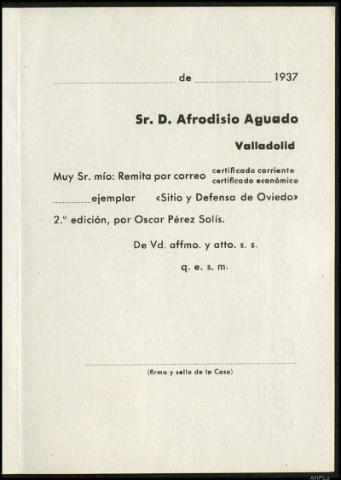 ............................ de ..................... 1937
Sr. D. Afrodisio Aguado
Valladolid
Muy Sr. mío: Remita por correo certificado corriente
certificado económico
............ejemplar «Sitio y Defensa de Oviedo»
2.ª edición, por Oscar Pérez Solís.
De Vd. affmo. y atto. s. s.
q. e. s. m.
............................................
(firma y sello de la Casa)
AHPLU